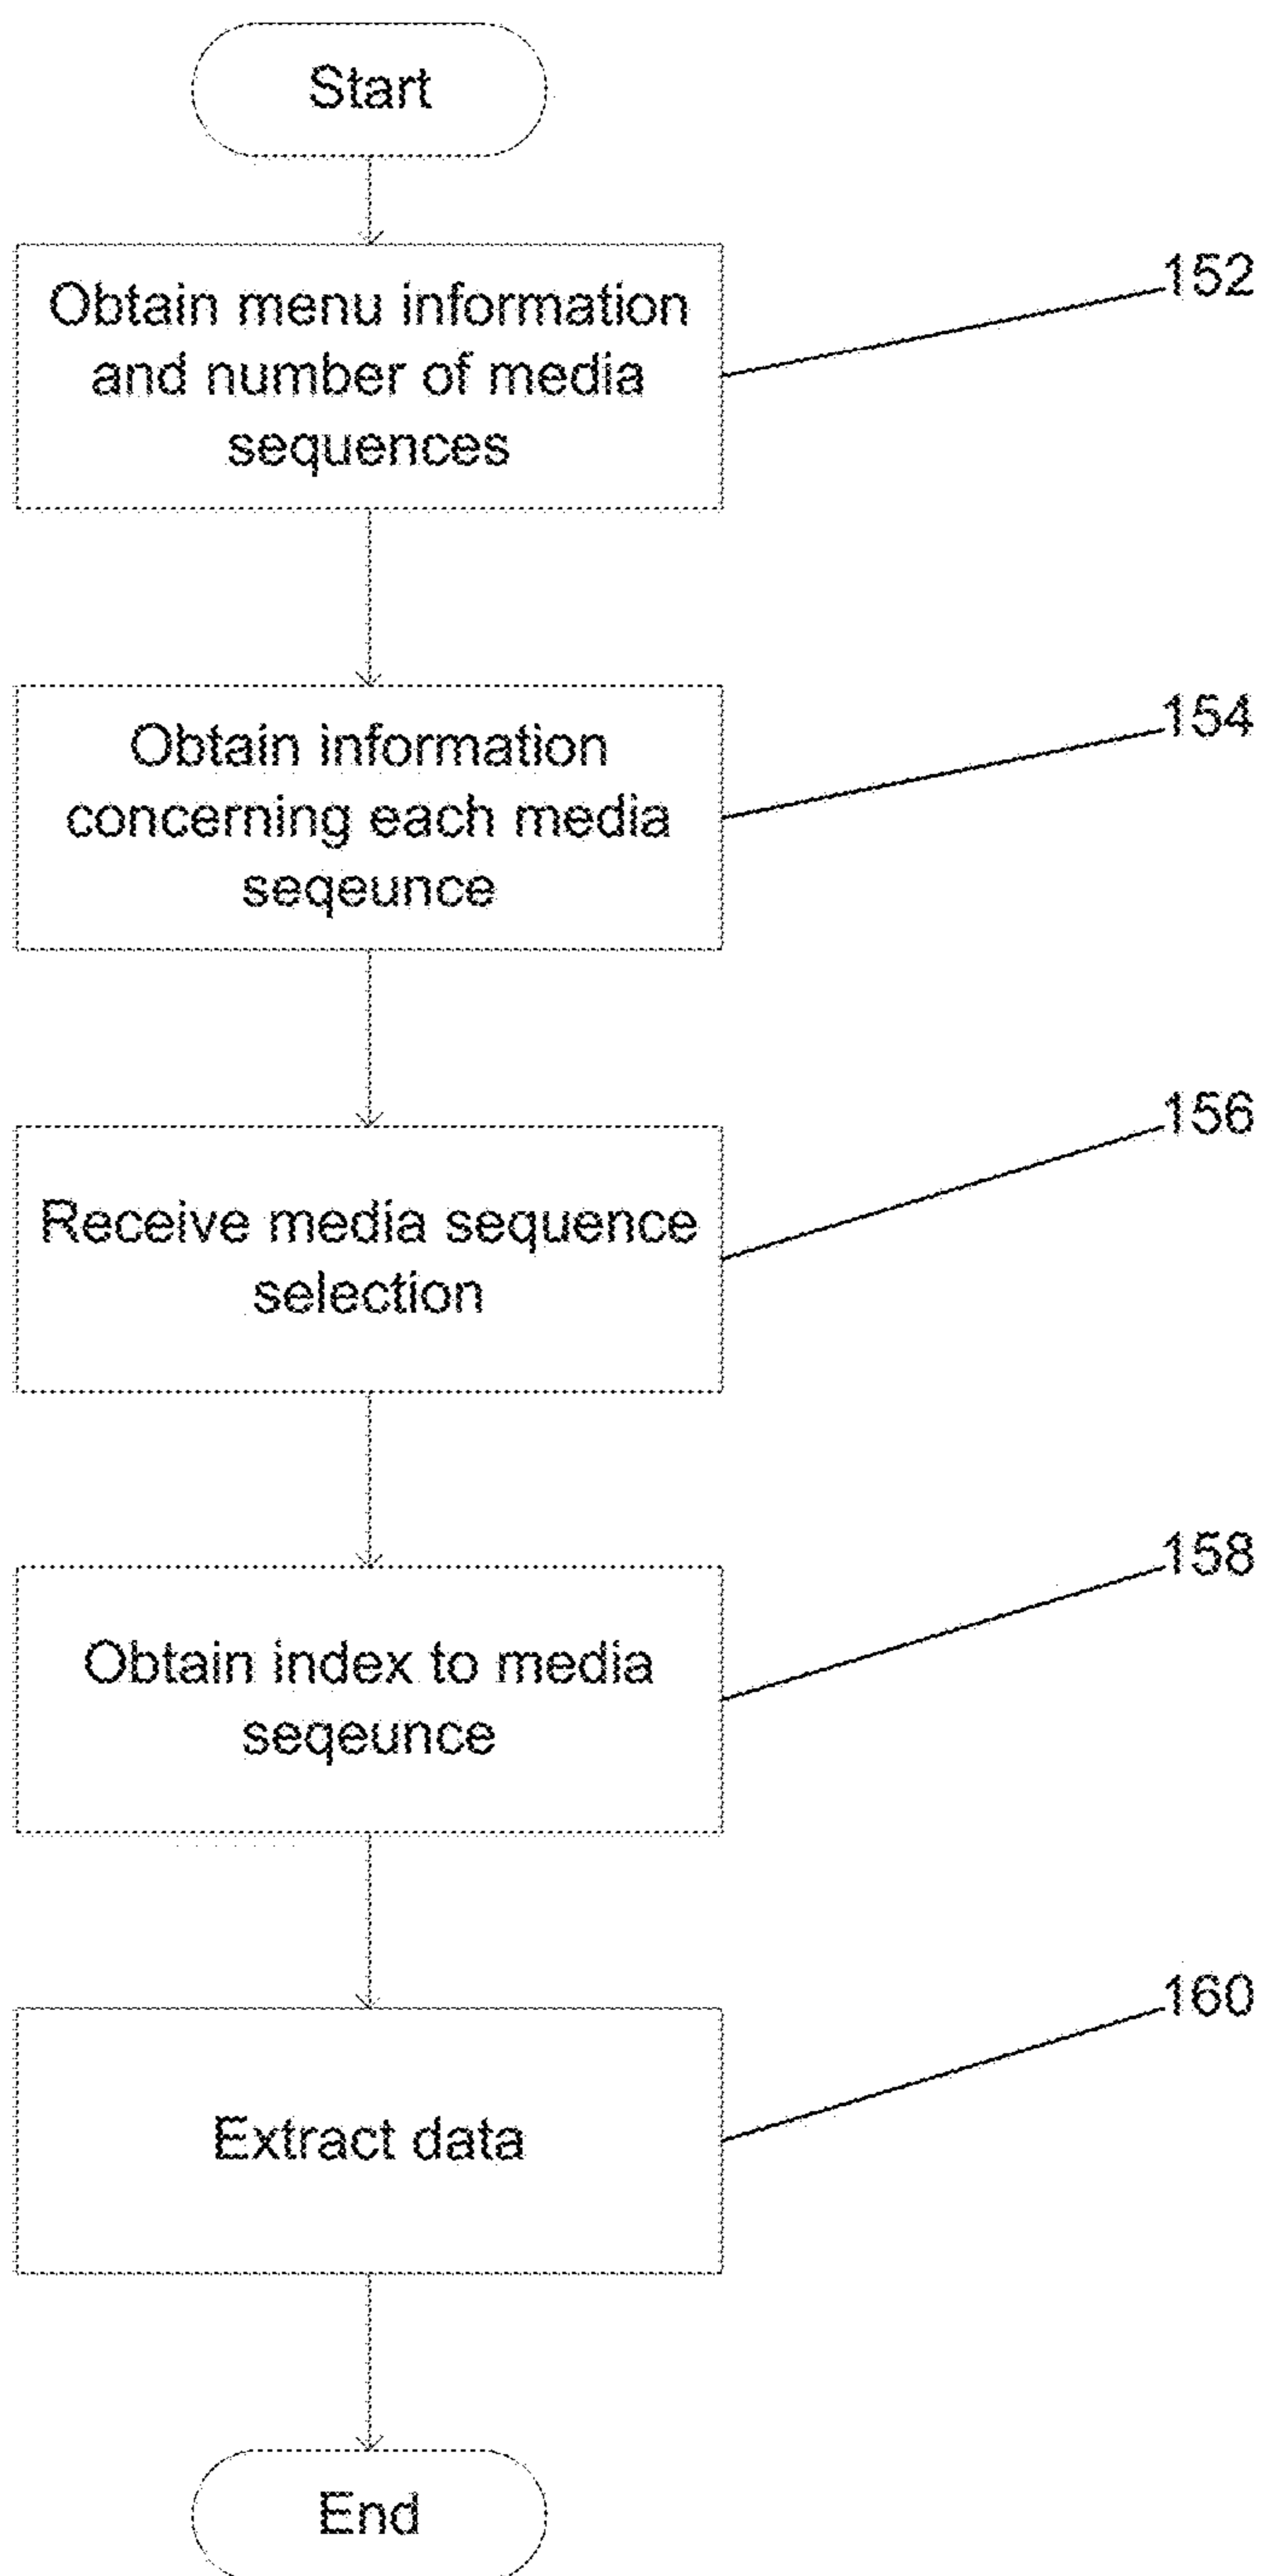 Start
Obtain menu information
and number of media
sequences
152
Obtain information
concerning each media
seqeunce
154
Receive media sequence
selection
156
Obtain index to media
seqeunce
158
Extract data
160
End